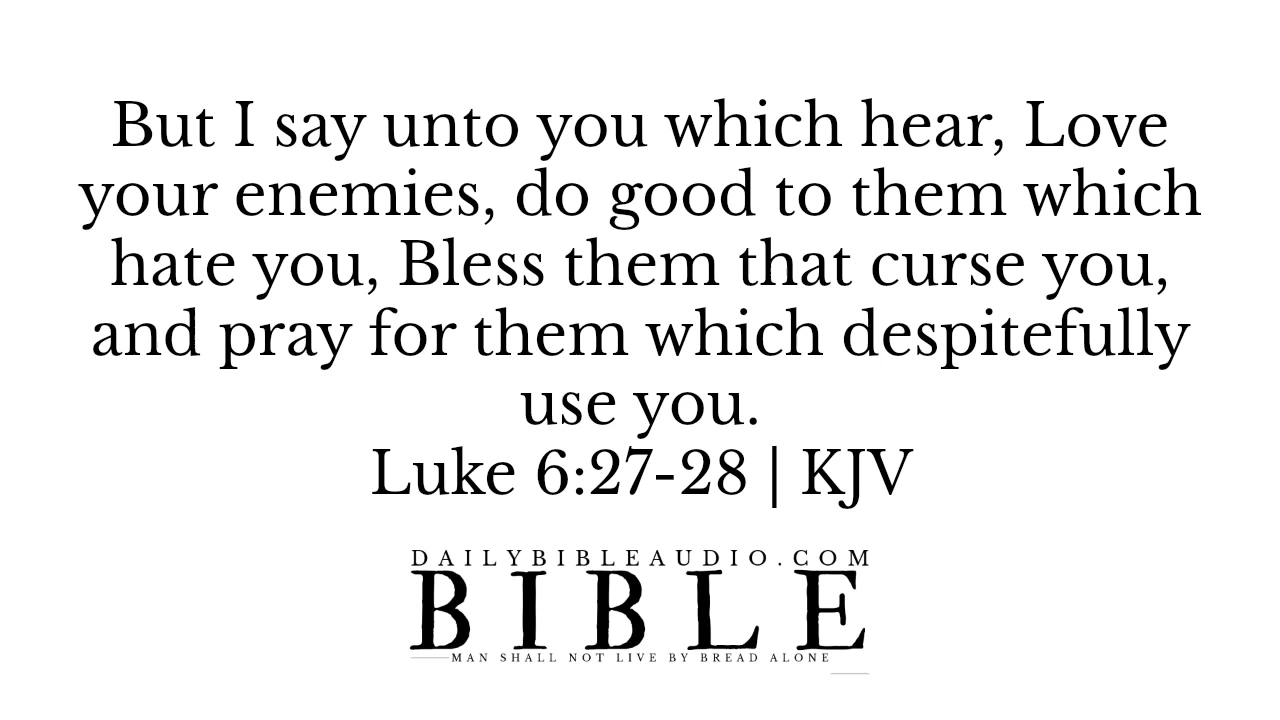 But I say unto you which hear, Love
your enemies, do good to them which
hate you, Bless them that curse you,
and pray for them which despitefully
use you.
Luke 6:27-28 | KJV
DAILYBIBLEAUDIO.COM
BIBLE
MAN SHALL NOT LIVE BY BREAD ALONE